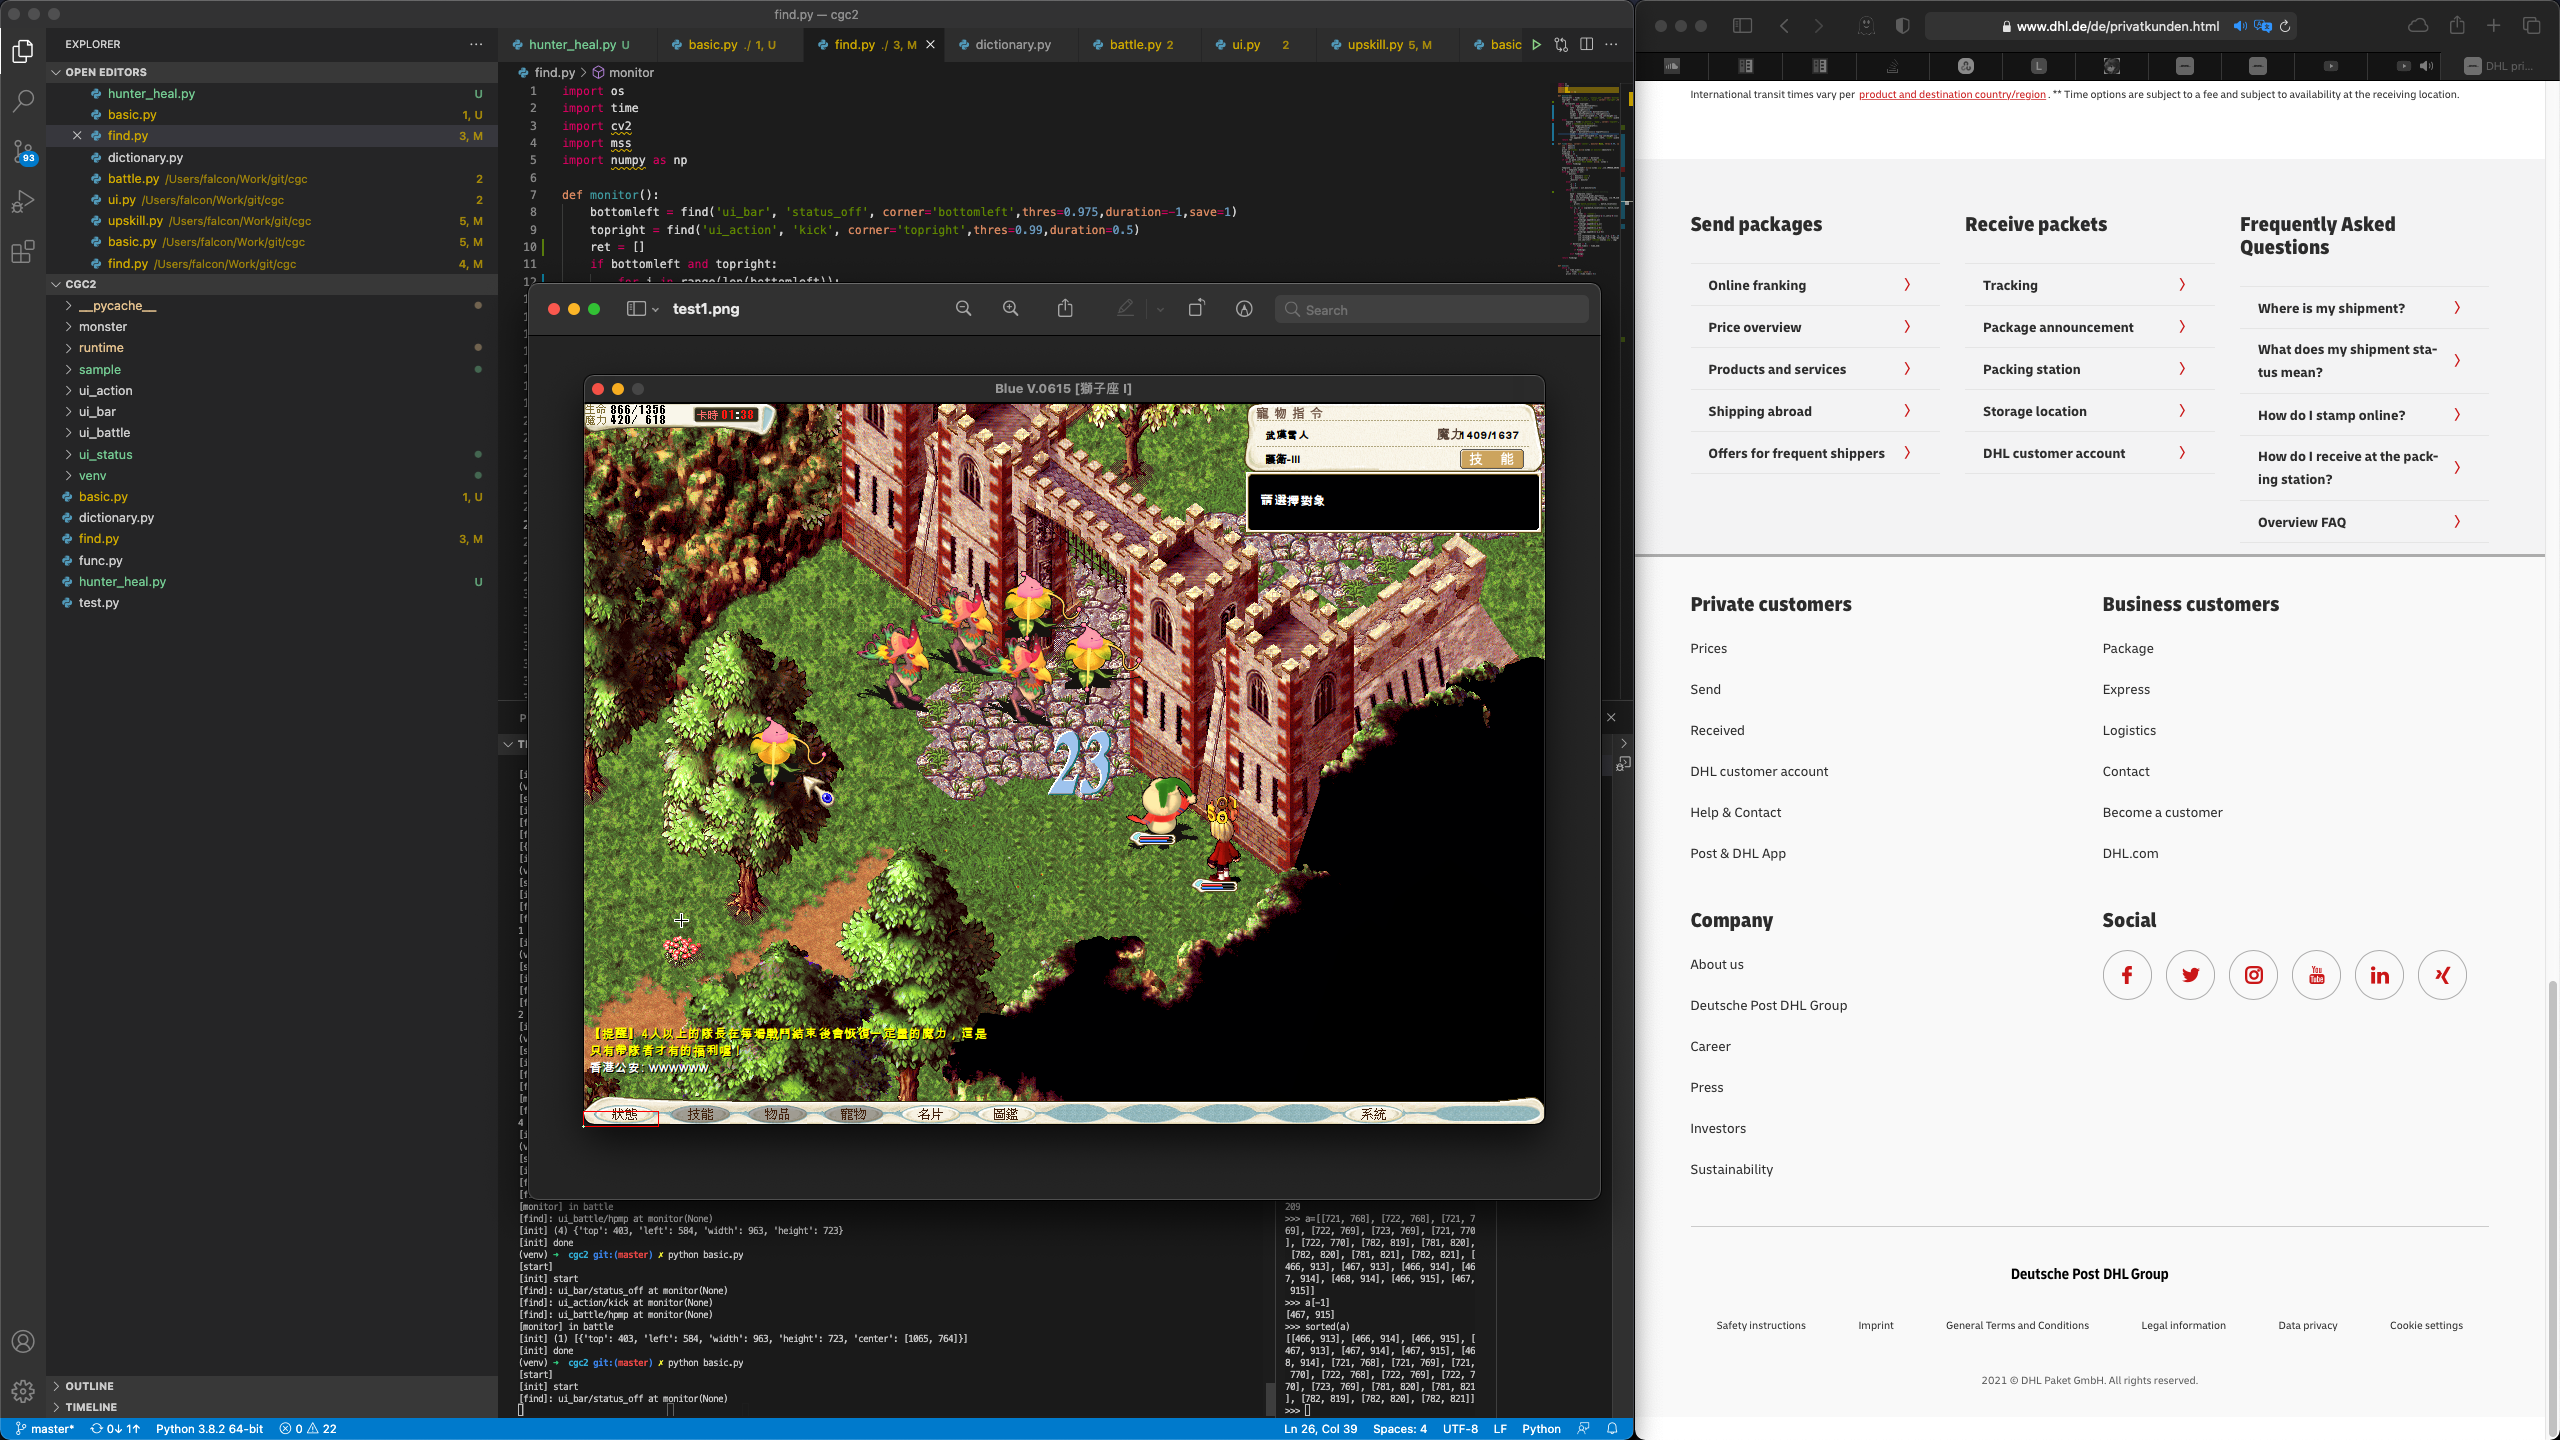 find.py — cgc2
EXPLORER
OPEN EDITORS
hunter_heal.py U
basic.py 1, U
find.py 3, M
dictionary.py
battle.py /Users/falcon/Work/git/cgc 2
ui.py /Users/falcon/Work/git/cgc 2
upskill.py /Users/falcon/Work/git/cgc 5, M
basic.py /Users/falcon/Work/git/cgc 5, M
find.py /Users/falcon/Work/git/cgc 4, M
CGC2
__pycache__
monster
runtime
sample
ui_action
ui_bar
ui_battle
ui_status
venv
basic.py 1, U
dictionary.py
find.py 3, M
func.py
hunter_heal.py U
test.py
OUTLINE
TIMELINE
93
hunter_heal.py U basic.py ./ 1, U find.py ./ 3, M dictionary.py battle.py 2 ui.py 2 upskill.py 5, M basic
find.py > monitor
1 import os
2 import time
3 import cv2
4 import mss
5 import numpy as np
6
7 def monitor():
8 bottomleft = find('ui_bar', 'status_off', corner='bottomleft',thres=0.975,duration=-1,save=1)
9 topright = find('ui_action', 'kick', corner='topright',thres=0.99,duration=0.5)
10 ret = []
11 if bottomleft and topright:
12 for i in range(len(bottomleft)):
test1.png
Search
Blue V.0615 [獅子座 I]
生命 866/1356
魔力 420/ 618
卡時 01:38
寵物指令
武漢雪人 魔力1409/1637
護衛-III
技 能
請選擇對象
23
【提醒】4人以上的隊長在每場戰鬥結束後會恢復一定量的魔力，這是
只有帶隊者才有的福利喔！
香港公安: wwwwww
狀態 技能 物品 寵物 名片 圖鑑 系統
[monitor] in battle
[find]: ui_battle/hpmp at monitor(None)
[init] (4) {'top': 403, 'left': 584, 'width': 963, 'height': 723}
[init] done
(venv) ➜ cgc2 git:(master) ✗ python basic.py
[start]
[init] start
[find]: ui_bar/status_off at monitor(None)
[find]: ui_action/kick at monitor(None)
[find]: ui_battle/hpmp at monitor(None)
[monitor] in battle
[init] (1) [{'top': 403, 'left': 584, 'width': 963, 'height': 723, 'center': [1065, 764]}]
[init] done
(venv) ➜ cgc2 git:(master) ✗ python basic.py
[start]
[init] start
[find]: ui_bar/status_off at monitor(None)
209
>>> a=[[721, 768], [722, 768], [721, 7
69], [722, 769], [723, 769], [721, 770
], [722, 770], [782, 819], [781, 820],
[782, 820], [781, 821], [782, 821], [
466, 913], [467, 913], [466, 914], [46
7, 914], [468, 914], [466, 915], [467,
915]]
>>> a[-1]
[467, 915]
>>> sorted(a)
[[466, 913], [466, 914], [466, 915], [
467, 913], [467, 914], [467, 915], [46
8, 914], [721, 768], [721, 769], [721,
770], [722, 768], [722, 769], [722, 7
70], [723, 769], [781, 820], [781, 821
], [782, 819], [782, 820], [782, 821]]
>>>
master* 0↓ 1↑ Python 3.8.2 64-bit 0 22
Ln 26, Col 39 Spaces: 4 UTF-8 LF Python
www.dhl.de/de/privatkunden.html
DHL pri...
International transit times vary per product and destination country/region . ** Time options are subject to a fee and subject to availability at the receiving location.
Send packages
Online franking
Price overview
Products and services
Shipping abroad
Offers for frequent shippers
Receive packets
Tracking
Package announcement
Packing station
Storage location
DHL customer account
Frequently Asked
Questions
Where is my shipment?
What does my shipment sta-
tus mean?
How do I stamp online?
How do I receive at the pack-
ing station?
Overview FAQ
Private customers
Prices
Send
Received
DHL customer account
Help & Contact
Post & DHL App
Business customers
Package
Express
Logistics
Contact
Become a customer
DHL.com
Company
About us
Deutsche Post DHL Group
Career
Press
Investors
Sustainability
Social
You Tube
Deutsche Post DHL Group
Safety instructions Imprint General Terms and Conditions Legal information Data privacy Cookie settings
2021 © DHL Paket GmbH. All rights reserved.